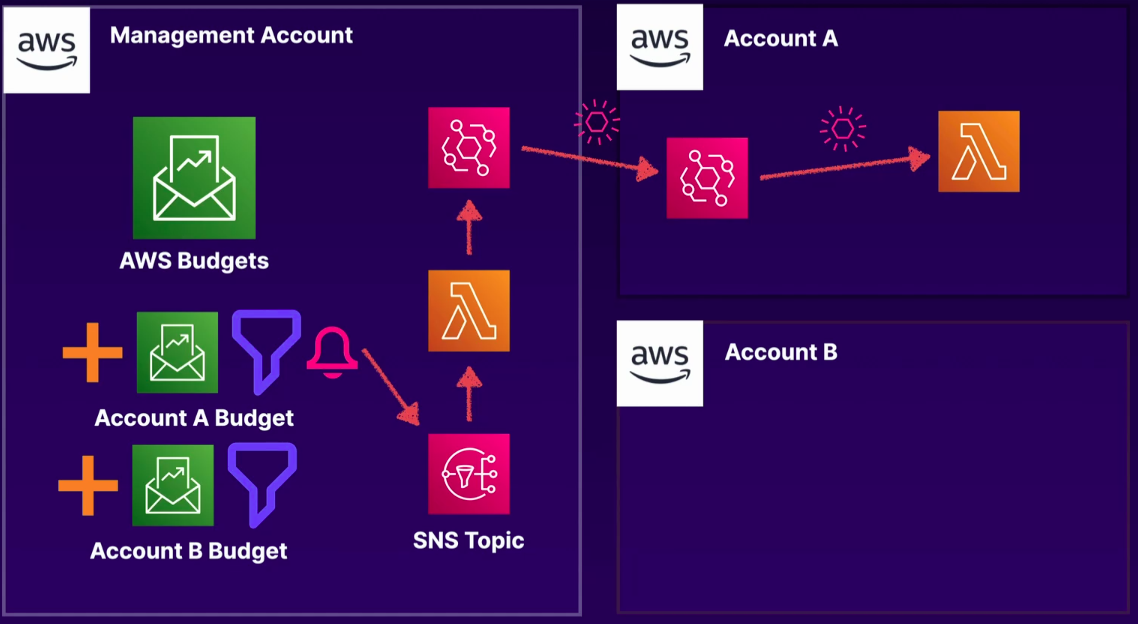 aws
Management Account
AWS Budgets
Account A Budget
Account B Budget
SNS Topic
aws
Account A
aws
Account B